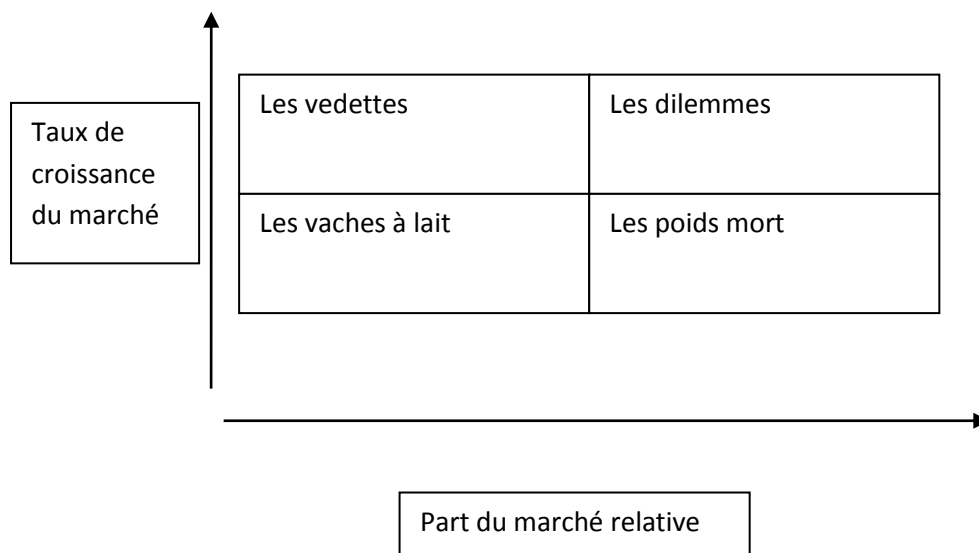 Les vedettes
Les dilemmes
Taux de
croissance
du marché
Les vaches à lait
Les poids mort
Part du marché relative